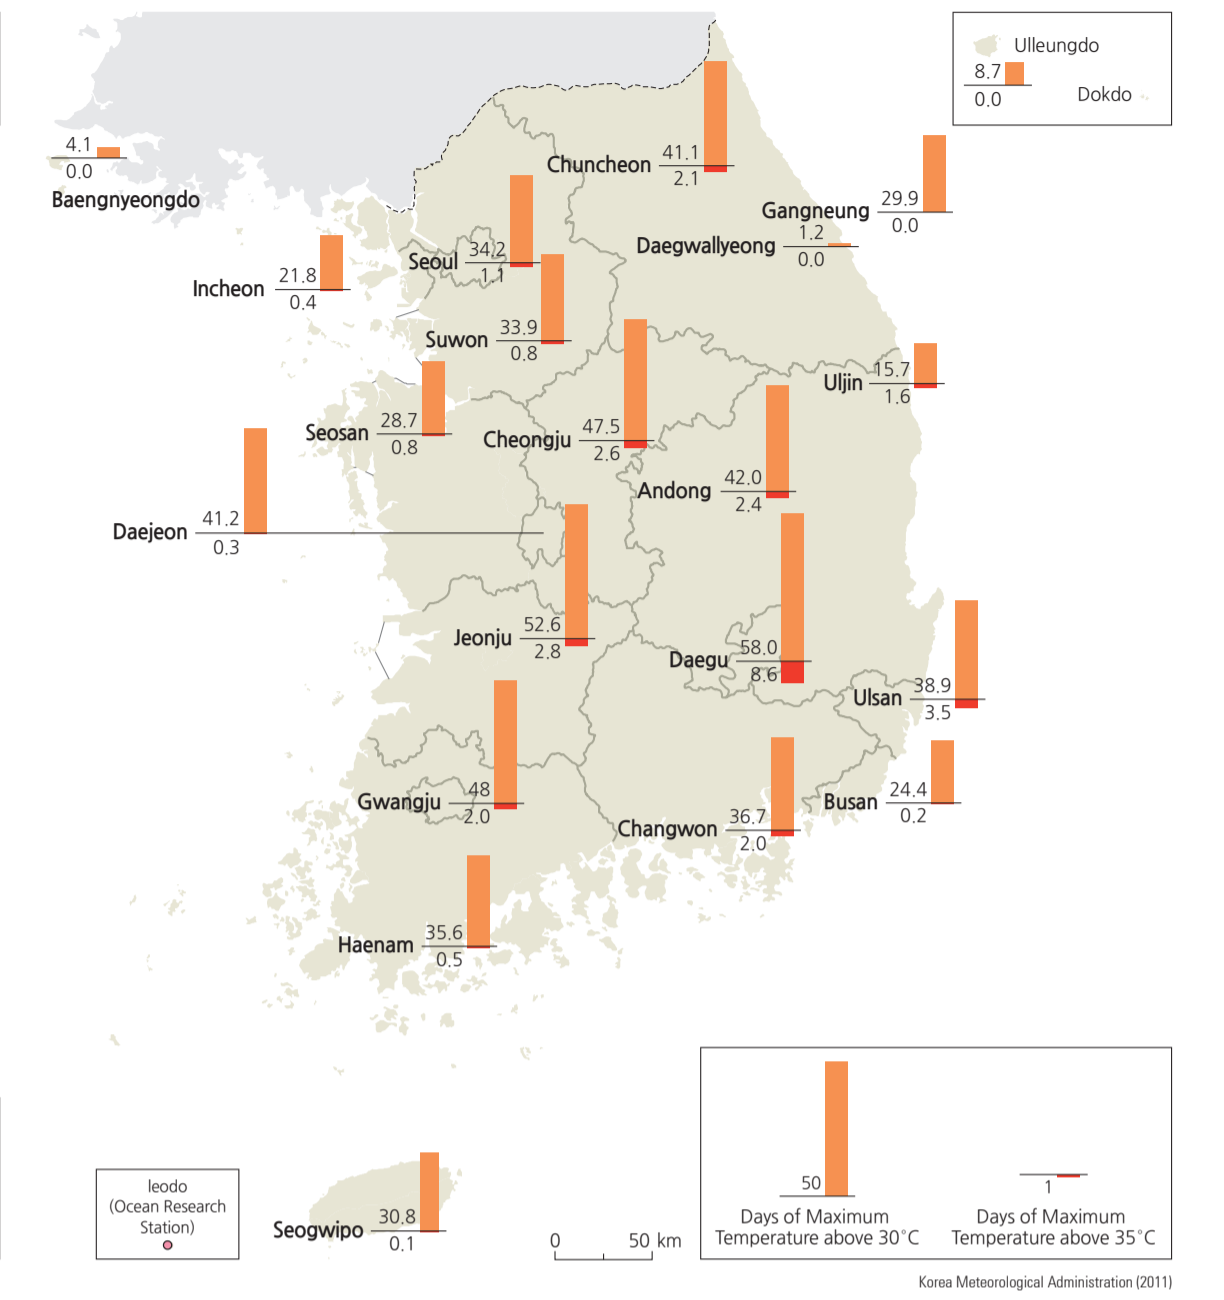 Ulleungdo
8.7
0.0
Dokdo
4.1
0.0
Baengnyeongdo
Chuncheon
41.1
2.1
Gangneung
29.9
0.0
Daegwallyeong
1.2
0.0
Seoul
34.2
1.1
Incheon
21.8
0.4
Suwon
33.9
0.8
Uljin
15.7
1.6
Seosan
28.7
0.8
Cheongju
47.5
2.6
Andong
42.0
2.4
Daejeon
41.2
0.3
Jeonju
52.6
2.8
Daegu
58.0
8.6
Ulsan
38.9
3.5
Gwangju
48
2.0
Busan
24.4
0.2
Changwon
36.7
2.0
Haenam
35.6
0.5
Ieodo
(Ocean Research
Station)
Seogwipo
30.8
0.1
0 50 km
50
Days of Maximum
Temperature above 30˚C
1
Days of Maximum
Temperature above 35˚C
Korea Meteorological Administration (2011)